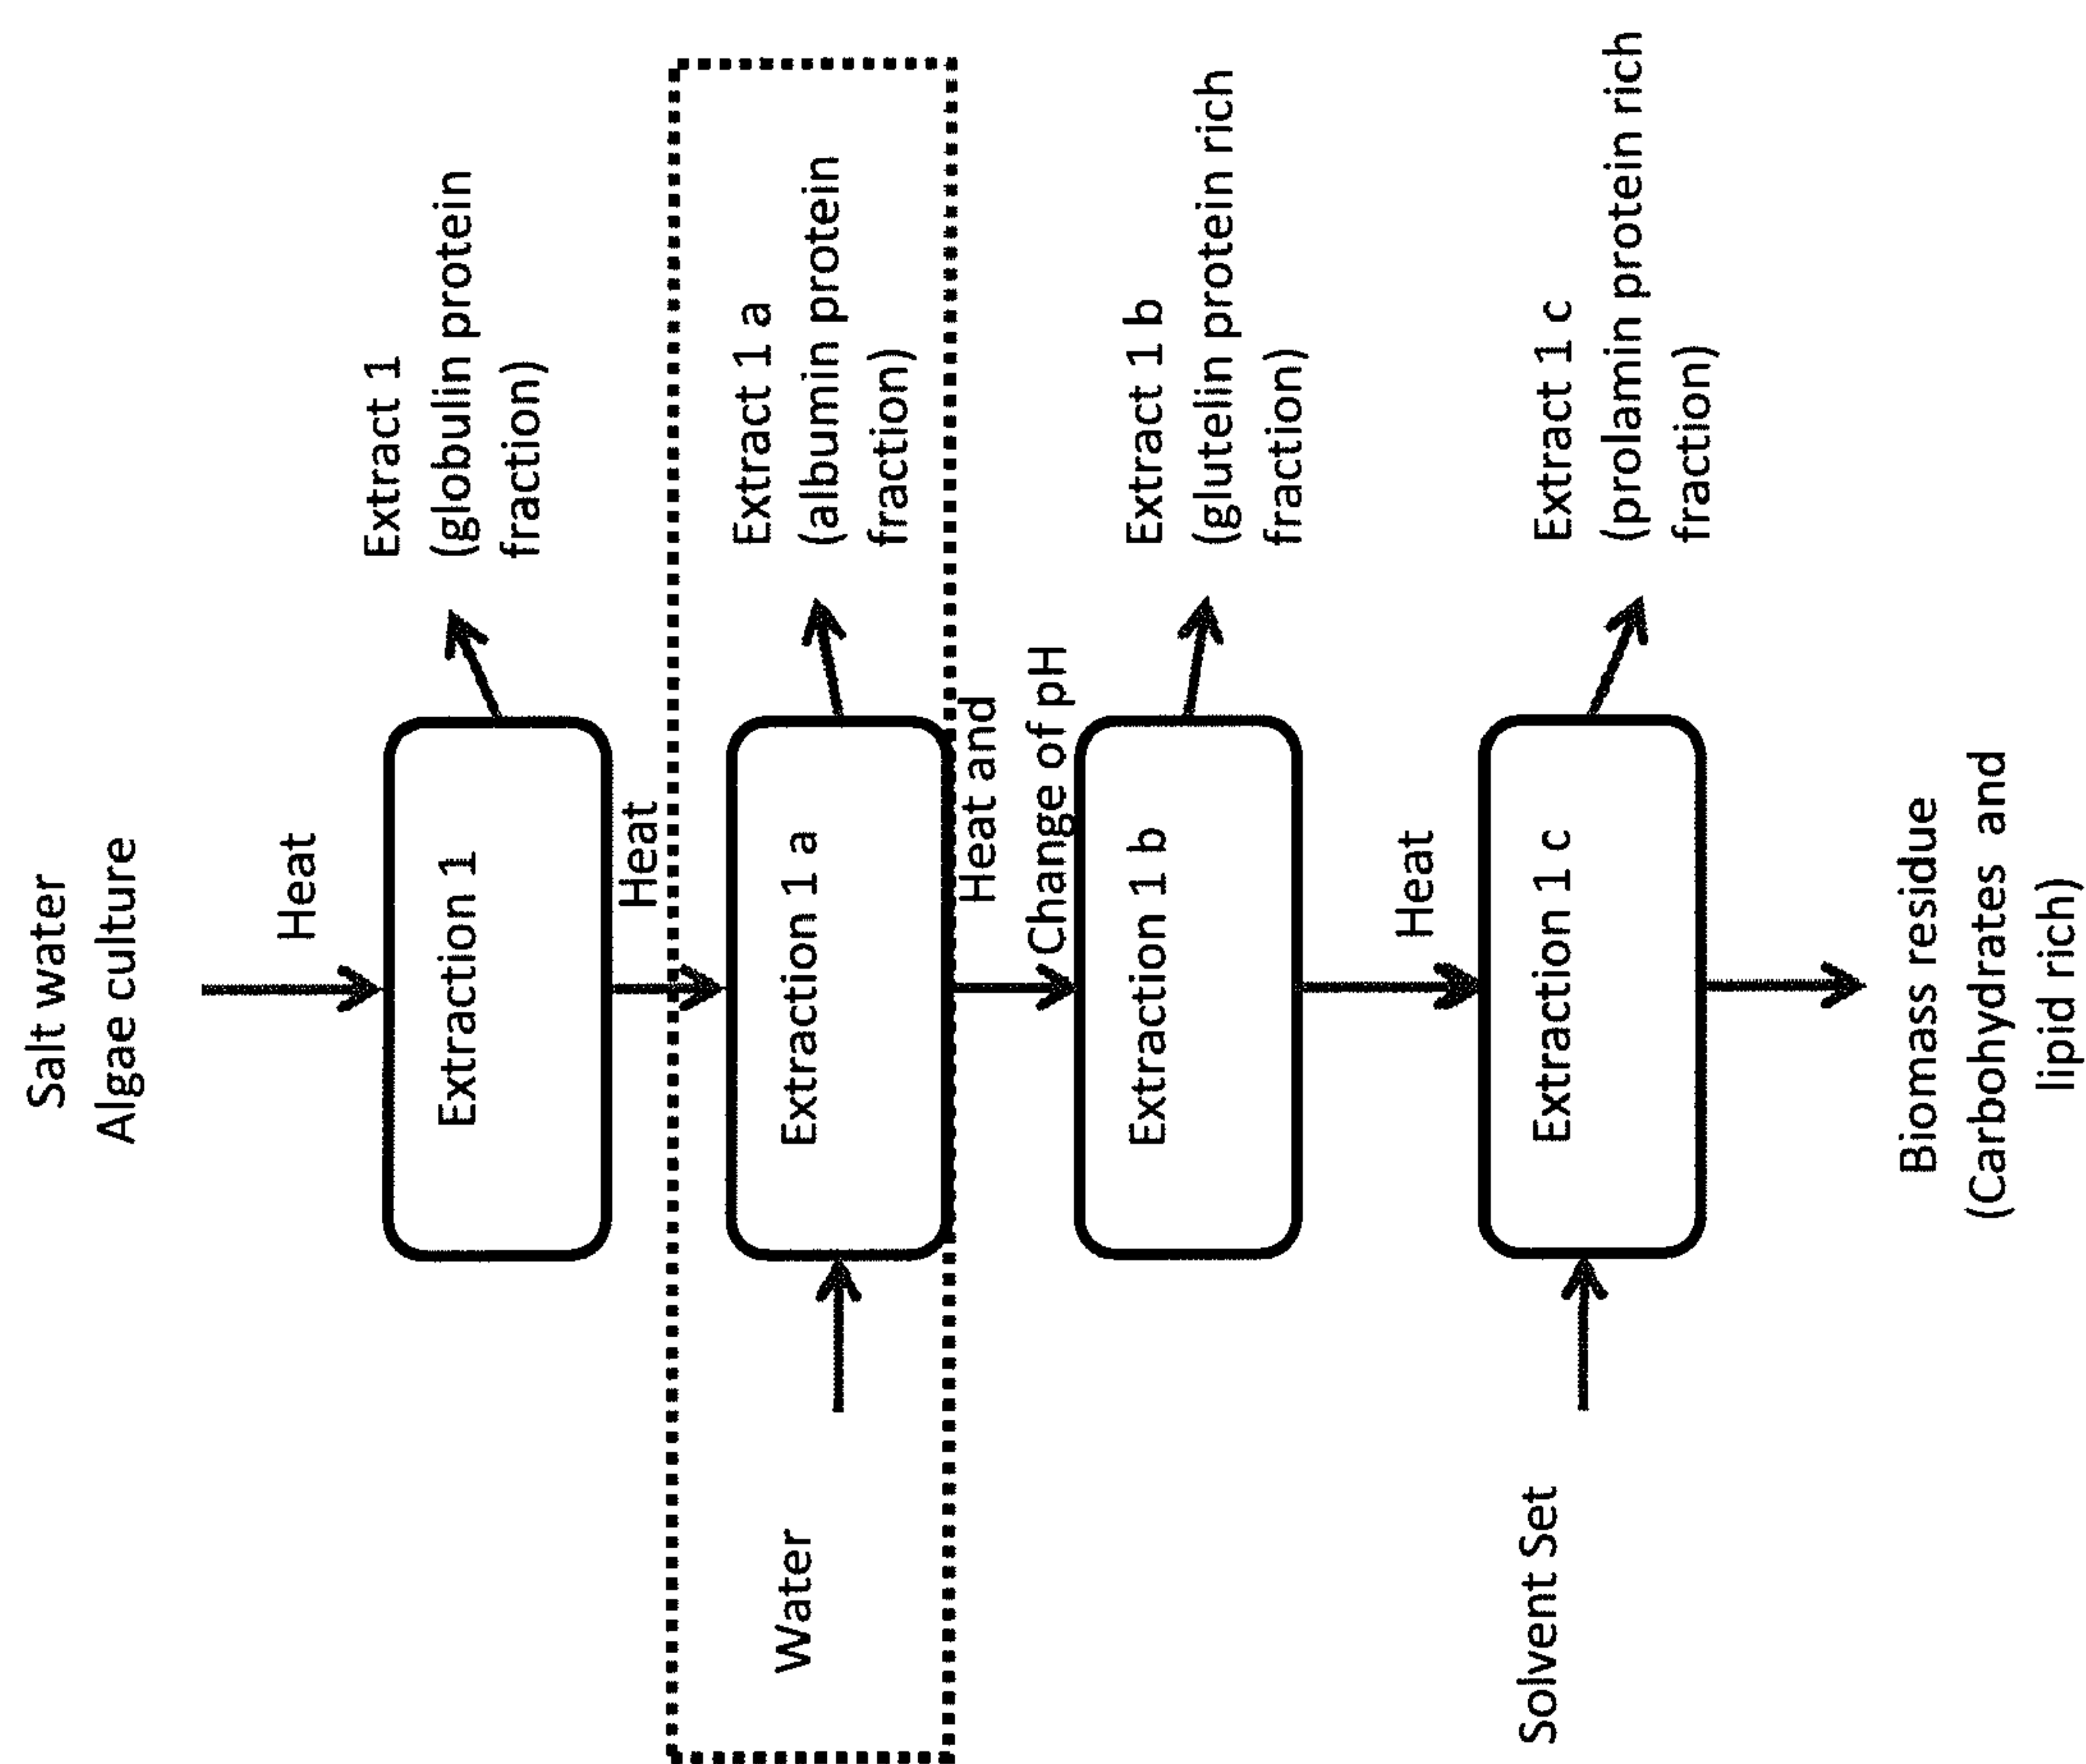 Salt water
Algae culture
Heat
Extraction 1
Extract 1
(globulin protein
fraction)
Heat
Water
Extraction 1 a
Extract 1 a
(albumin protein
fraction)
Heat and
Change of pH
Extraction 1 b
Extract 1 b
(glutelin protein rich
fraction)
Heat
Solvent Set
Extraction 1 c
Extract 1 c
(prolamin protein rich
fraction)
Biomass residue
(Carbohydrates and
lipid rich)